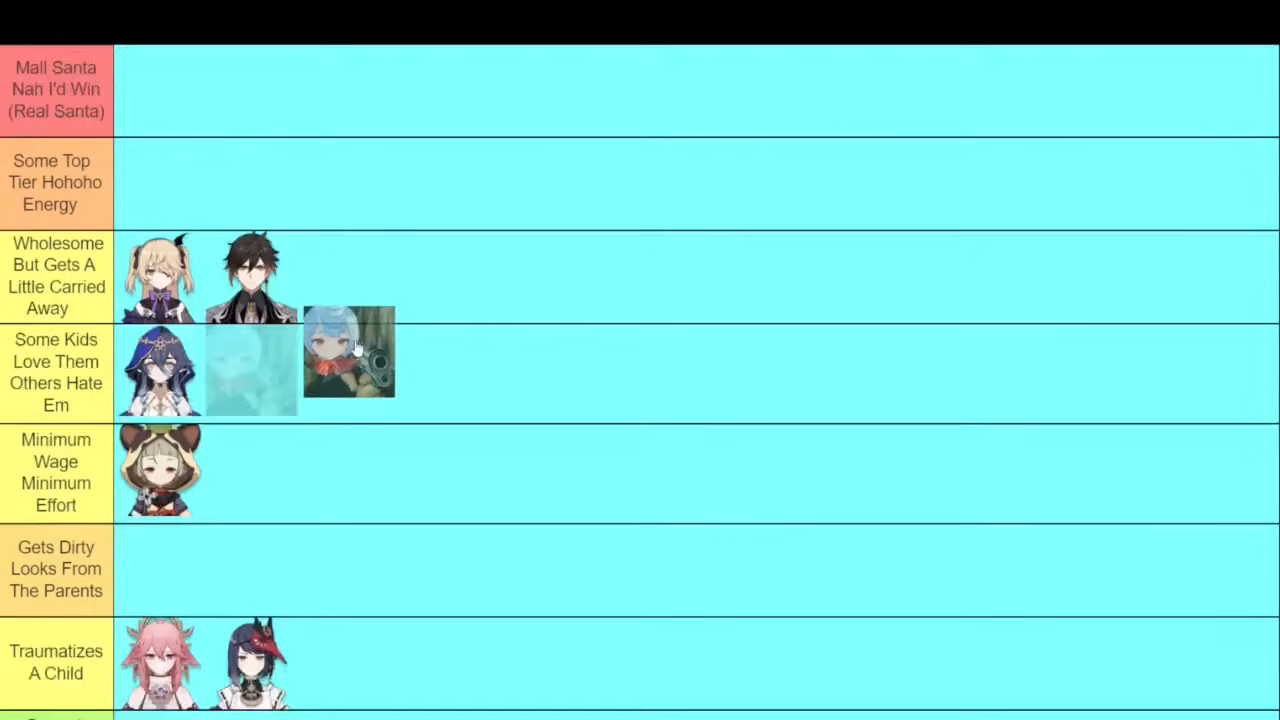 Mall Santa
Nah I'd Win
(Real Santa)
Some Top
Tier Hohoho
Energy
Wholesome
But Gets A
Little Carried
Away
Some Kids
Love Them
Others Hate
Em
Minimum
Wage
Minimum
Effort
Gets Dirty
Looks From
The Parents
Traumatizes
A Child